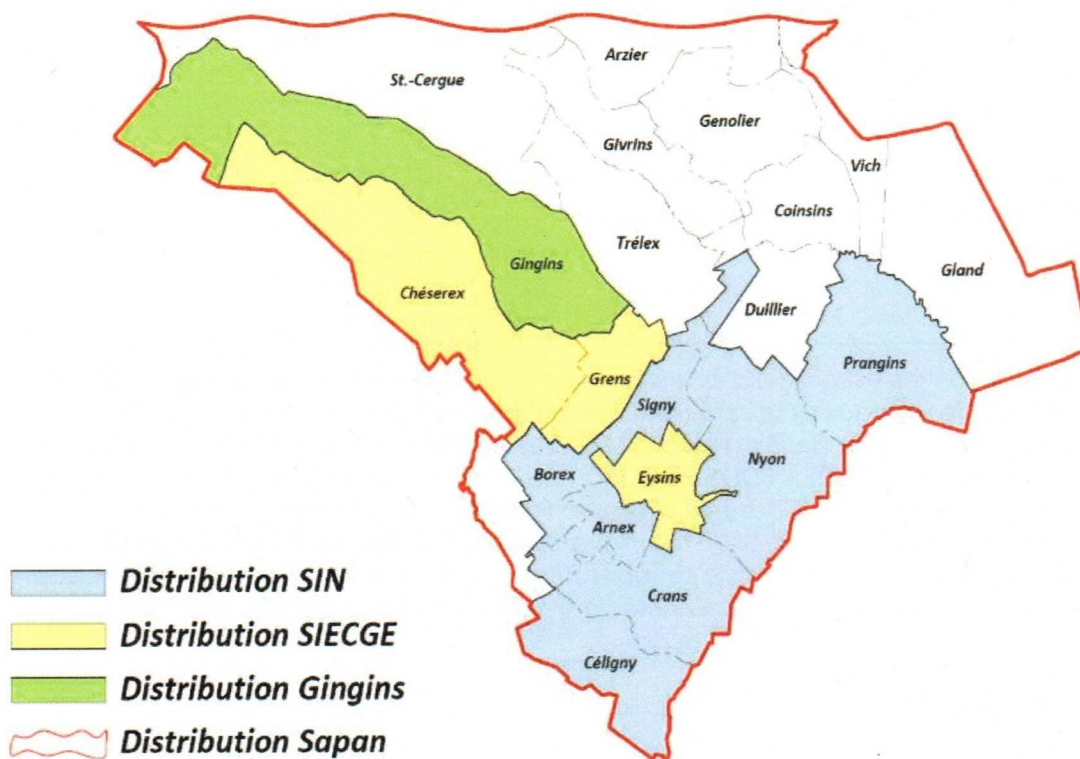 Arzier
St.-Cergue
Genolier
Givrins
Vich
Coinsins
Trélex
Gingins
Gland
Chéserex
Duillier
Prangins
Grens
Signy
Nyon
Borex
Eysins
Arnex
Crans
Céligny
Distribution SIN
Distribution SIECGE
Distribution Gingins
Distribution Sapan